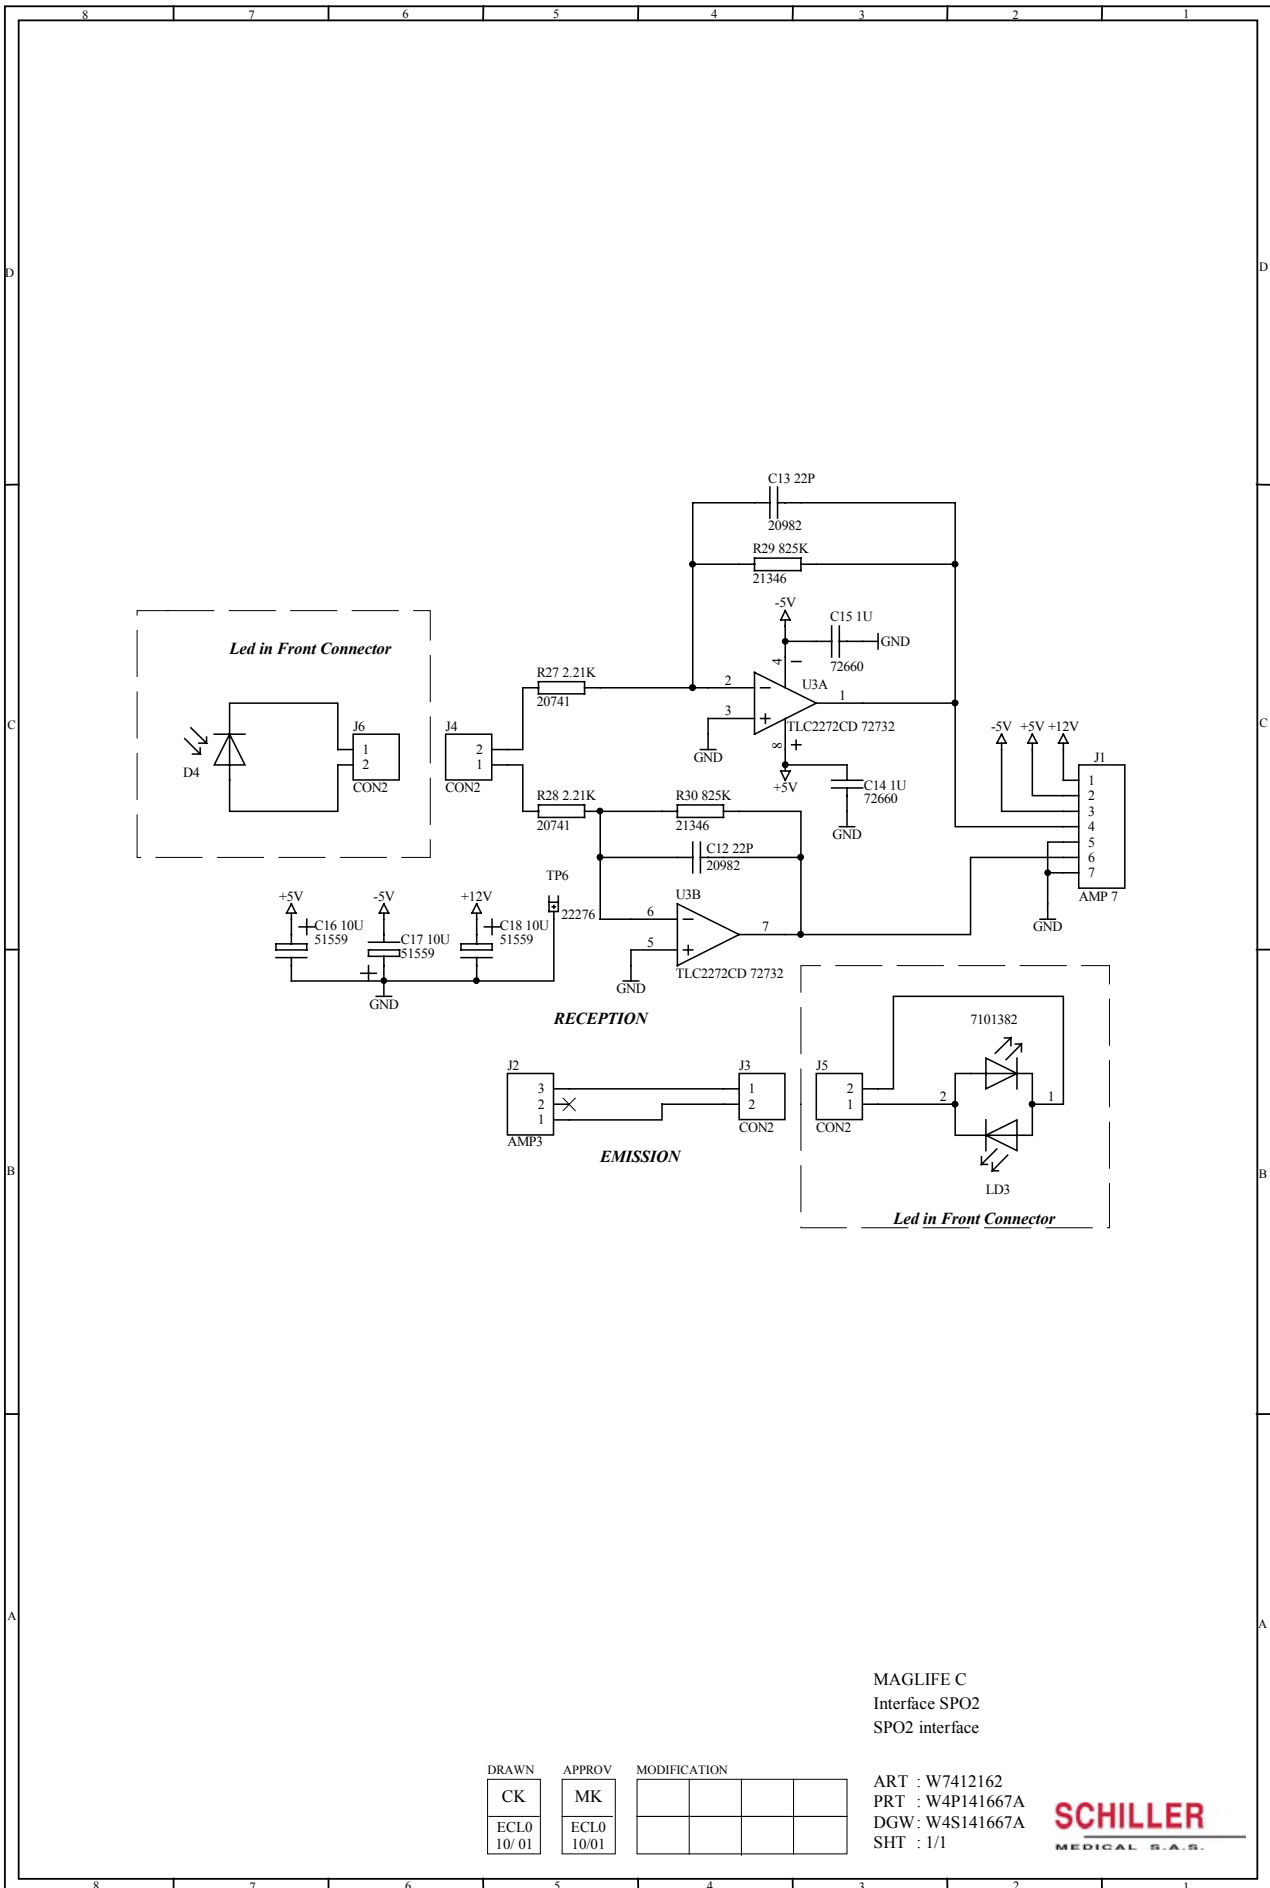 8 7 6 5 4 3 2 1
D
D
C13 22P
20982
R29 825K
21346
-5V
C15 1U
GND
72660
4
Led in Front Connector
R27 2.21K
20741
2
U3A
1
3
TLC2272CD 72732
GND
8
+5V
C14 1U
72660
GND
C
C
J6
1
2
CON2
D4
J4
2
1
CON2
-5V +5V +12V
J1
1
2
3
4
5
6
7
AMP 7
GND
R28 2.21K
20741
R30 825K
21346
C12 22P
20982
TP6
22276
U3B
6
5
7
TLC2272CD 72732
GND
+5V
C16 10U
51559
-5V
C17 10U
51559
+12V
C18 10U
51559
GND
RECEPTION
7101382
J2
3
2
1
AMP3
J3
1
2
CON2
J5
2
1
CON2
2
1
EMISSION
LD3
Led in Front Connector
B
B
A
A
MAGLIFE C
Interface SPO2
SPO2 interface
DRAWN APPROV MODIFICATION
CK MK
ECL0 ECL0
10/ 01 10/01
ART : W7412162
PRT : W4P141667A
DGW : W4S141667A
SHT : 1/1
SCHILLER
MEDICAL S.A.S.
8 7 6 5 4 3 2 1